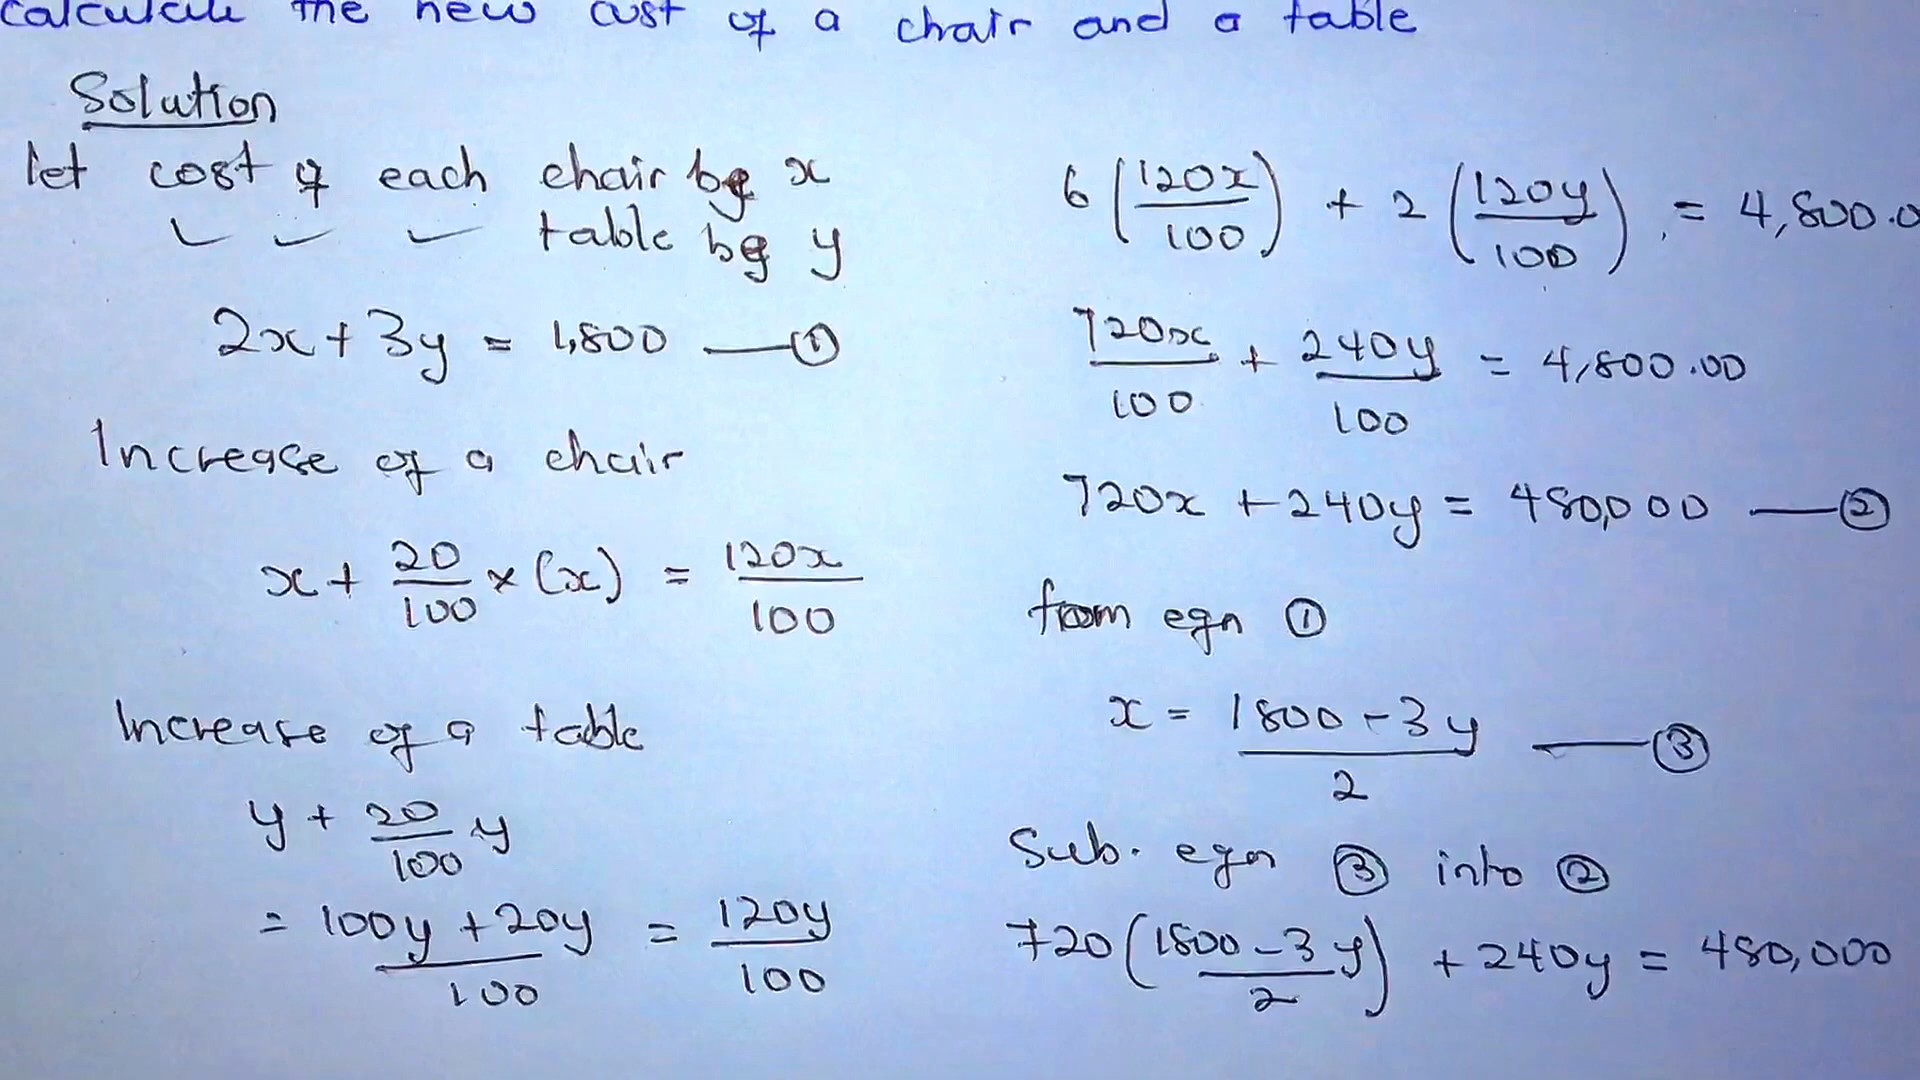 calculate the new cost of a chair and a table
Solution
let cost of each chair be x
table be y
2x + 3y = 1,800 —①
Increase of a chair
x + 20/100 × (x) = 120x/100
Increase of a table
y + 20/100 y
= 100y + 20y/100 = 120y/100
6(120x/100) + 2(120y/100) = 4,800.0
720x/100 + 240y/100 = 4,800.00
720x + 240y = 480,000 —②
from eqn ①
x = 1800 - 3y/2 —③
Sub. eqn ③ into ②
720(1800 - 3y/2) + 240y = 480,000